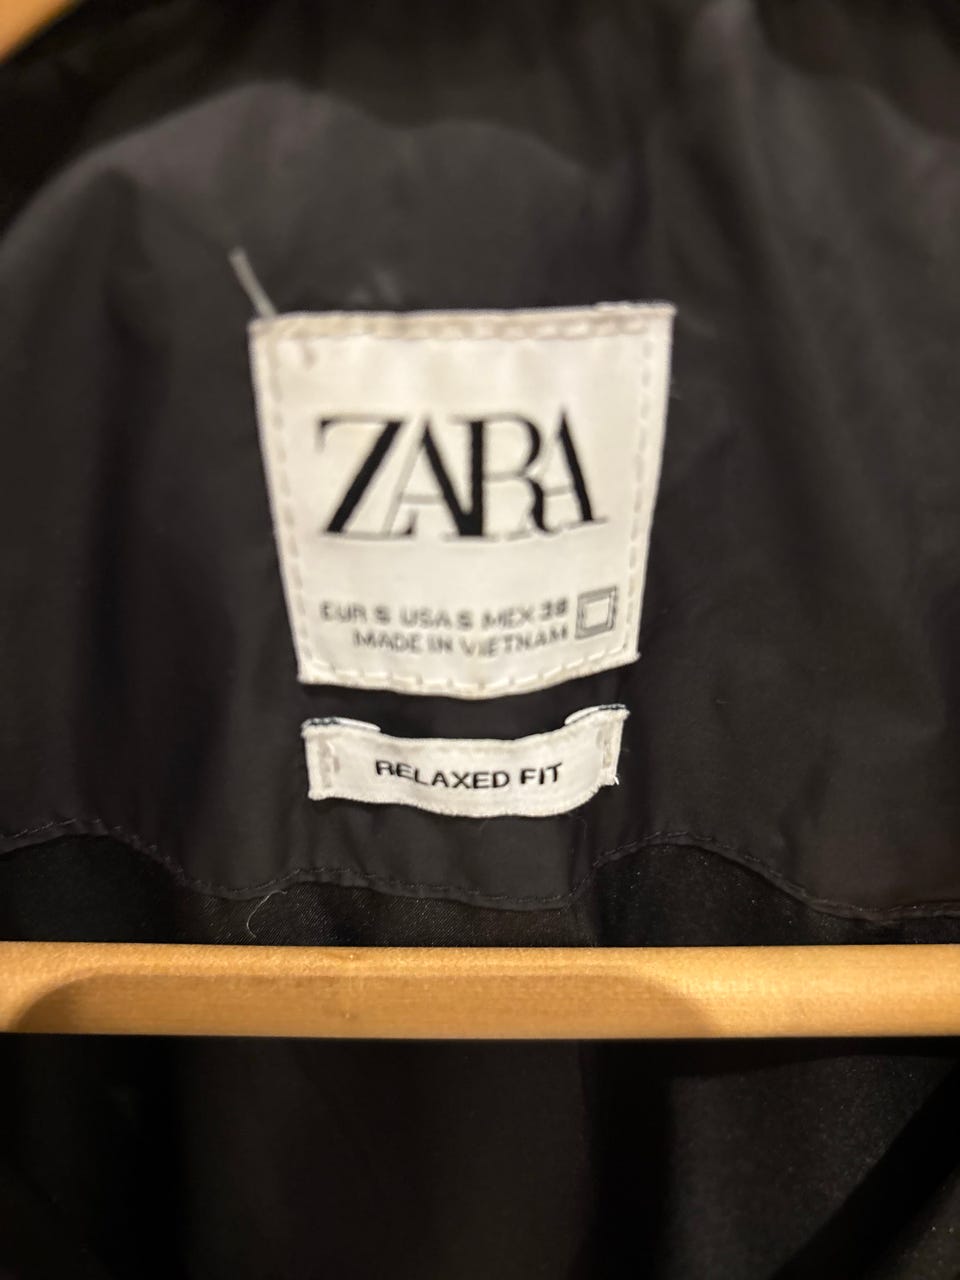 ZARA
EUR S USA S MEX 38
MADE IN VIETNAM
RELAXED FIT